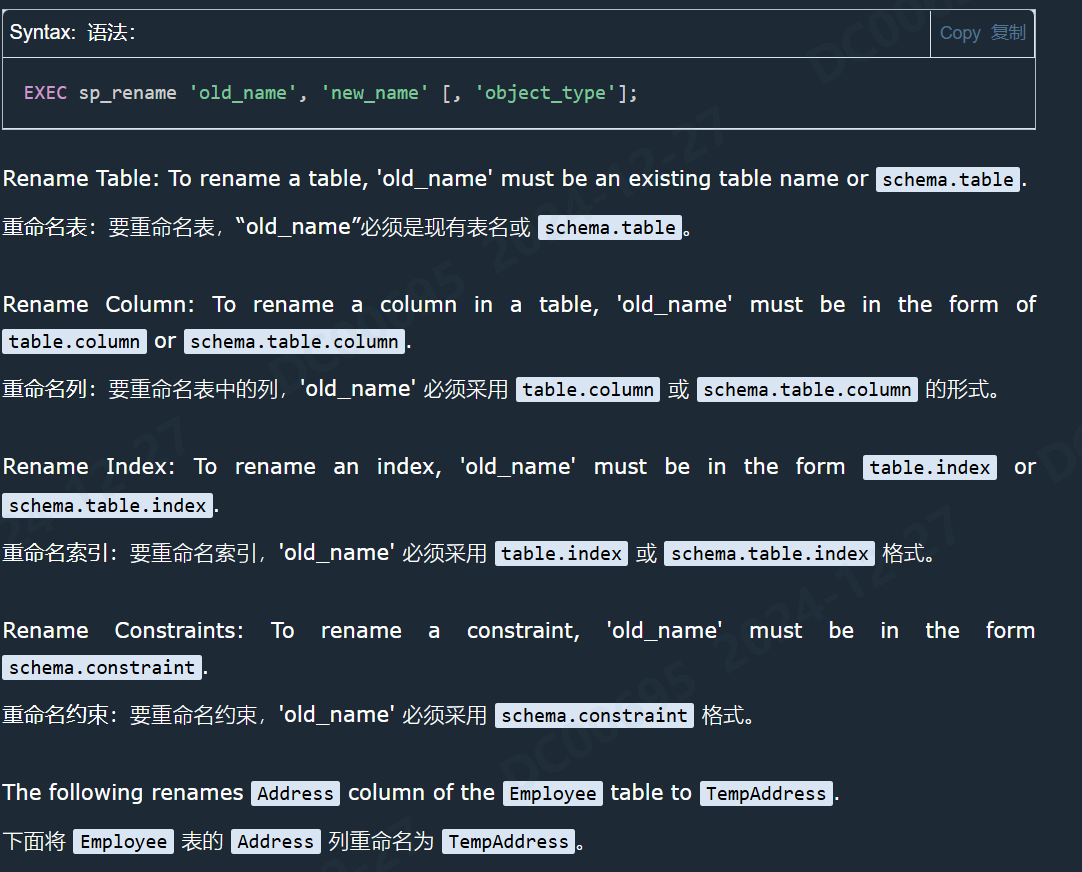 Syntax: 语法：
Copy 复制
EXEC sp_rename 'old_name', 'new_name' [, 'object_type'];
Rename Table: To rename a table, 'old_name' must be an existing table name or schema.table.
重命名表：要重命名表，“old_name”必须是现有表名或 schema.table。
Rename Column: To rename a column in a table, 'old_name' must be in the form of
table.column or schema.table.column.
重命名列：要重命名表中的列，'old_name' 必须采用 table.column 或 schema.table.column 的形式。
Rename Index: To rename an index, 'old_name' must be in the form table.index or
schema.table.index.
重命名索引：要重命名索引，'old_name' 必须采用 table.index 或 schema.table.index 格式。
Rename Constraints: To rename a constraint, 'old_name' must be in the form
schema.constraint.
重命名约束：要重命名约束，'old_name' 必须采用 schema.constraint 格式。
The following renames Address column of the Employee table to TempAddress.
下面将 Employee 表的 Address 列重命名为 TempAddress。